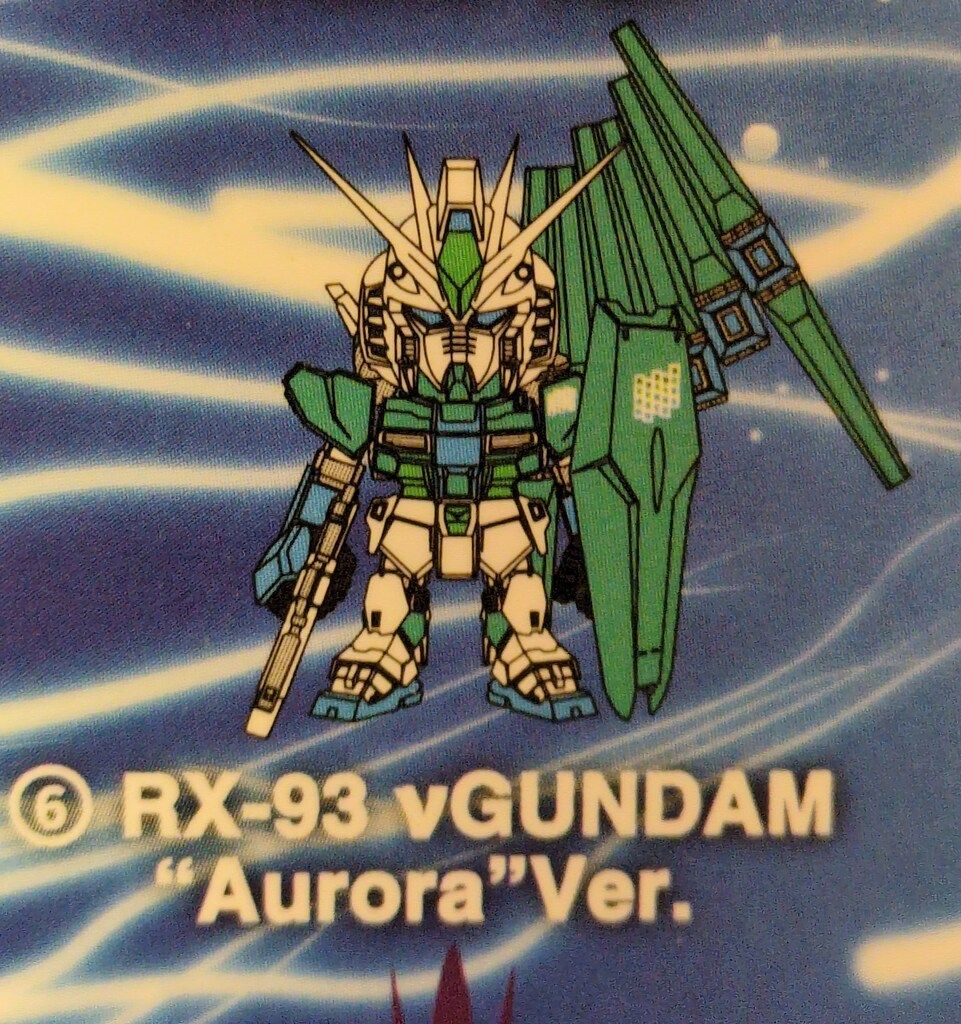 ⑥ RX-93 νGUNDAM
“Aurora”Ver.